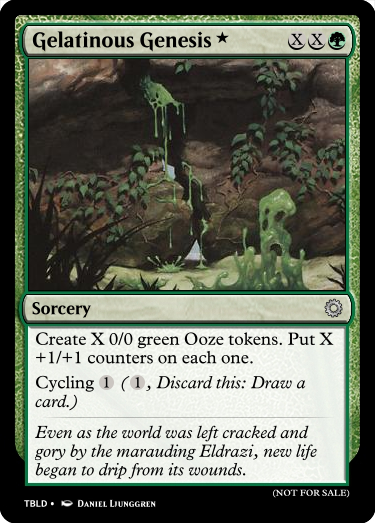 Gelatinous Genesis★ XX
Sorcery
Create X 0/0 green Ooze tokens. Put X
+1/+1 counters on each one.
Cycling 1 (1, Discard this: Draw a
card.)
Even as the world was left cracked and
gory by the marauding Eldrazi, new life
began to drip from its wounds.
(NOT FOR SALE)
TBLD • Daniel Ljunggren